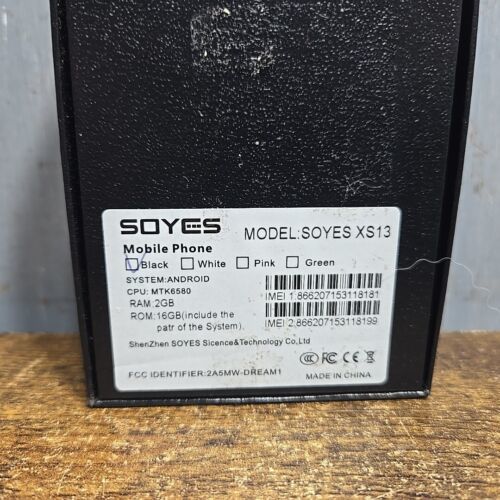 SOYES
MODEL:SOYES XS13
Mobile Phone
Black White Pink Green
SYSTEM:ANDROID
CPU: MTK6580
RAM:2GB
ROM:16GB(include the
patr of the System)
IMEI 1:866207153118181
IMEI 2:866207153118199
ShenZhen SOYES Sicence&Technology Co.,Ltd
FCC IDENTIFIER:2A5MW-DREAM1
MADE IN CHINA